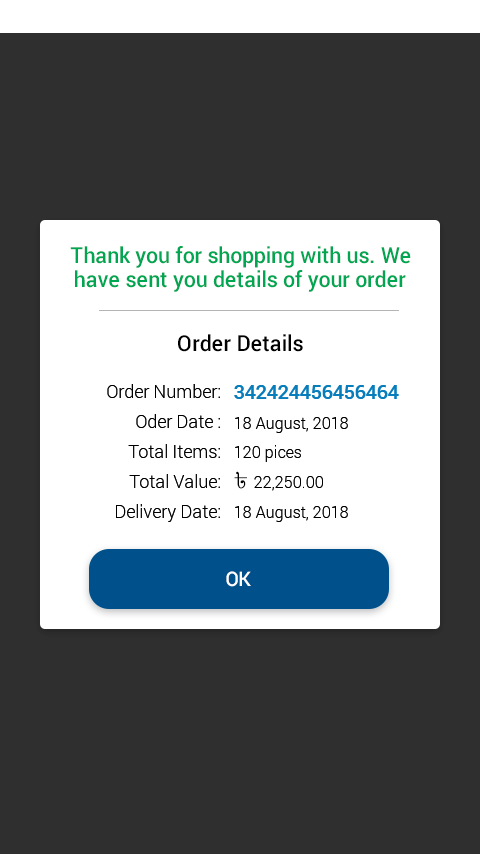 Thank you for shopping with us. We
have sent you details of your order
Order Details
Order Number: 342424456456464
Oder Date : 18 August, 2018
Total Items: 120 pices
Total Value: ৳ 22,250.00
Delivery Date: 18 August, 2018
OK